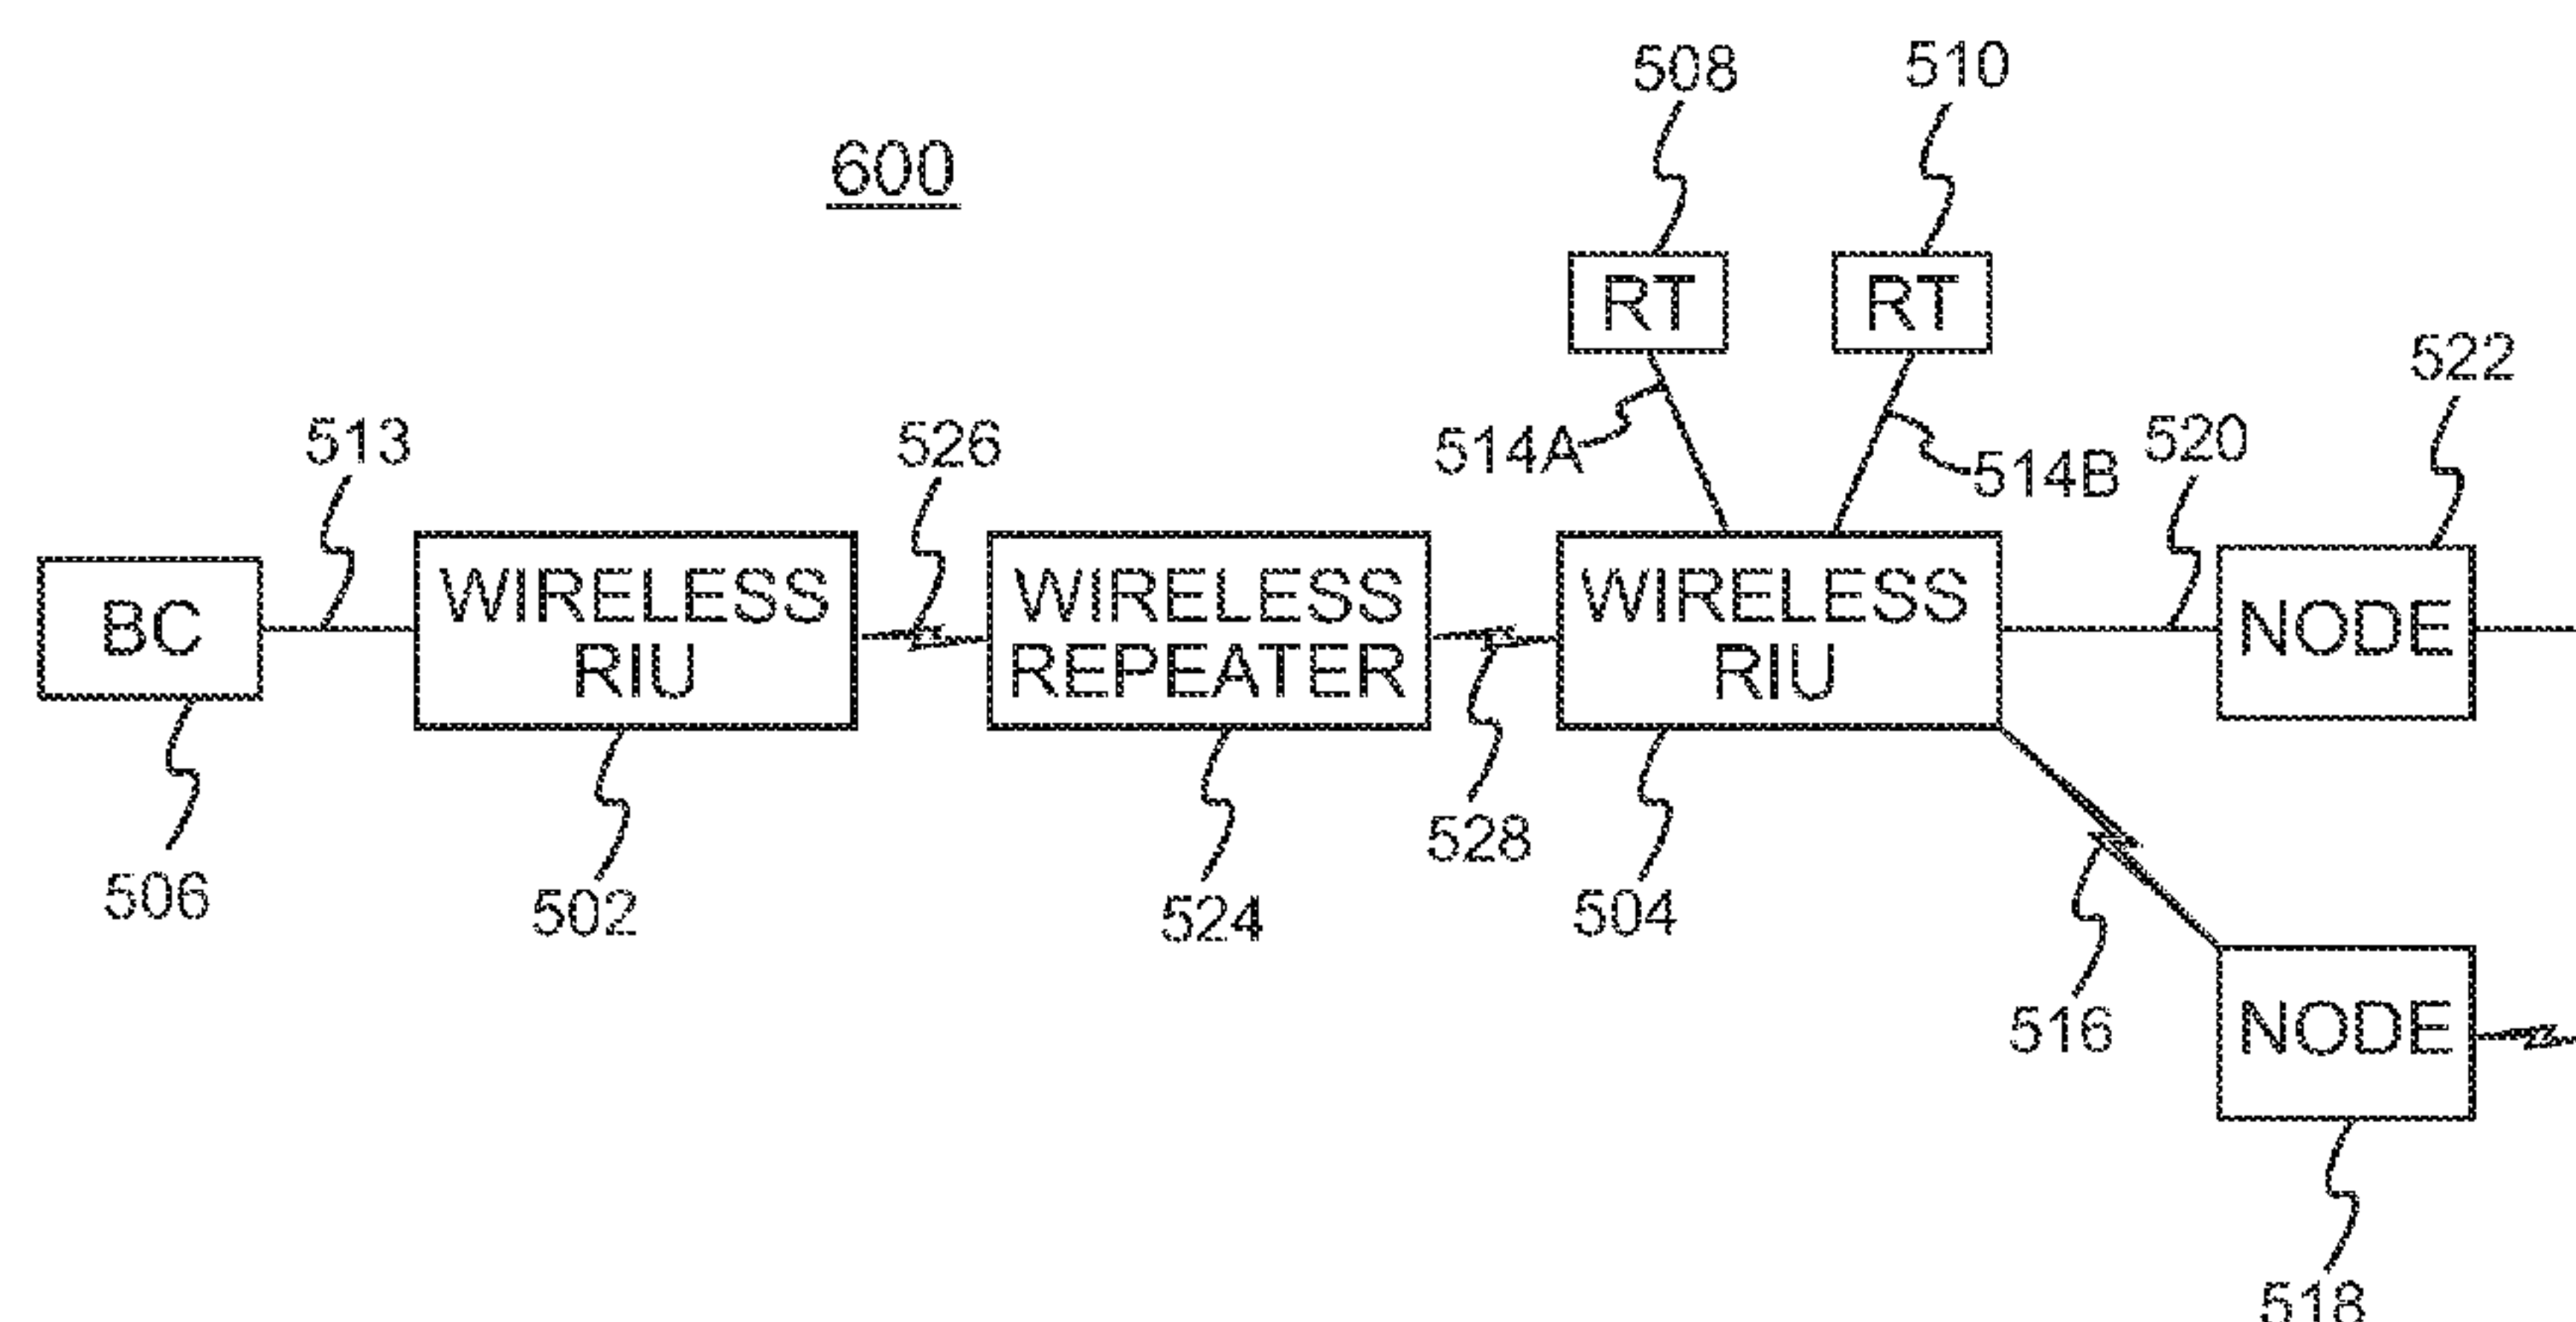 508
510
600
RT
RT
522
513
526
514A
514B
520
BC
WIRELESS
RIU
WIRELESS
REPEATER
WIRELESS
RIU
NODE
506
502
524
528
504
516
NODE
518